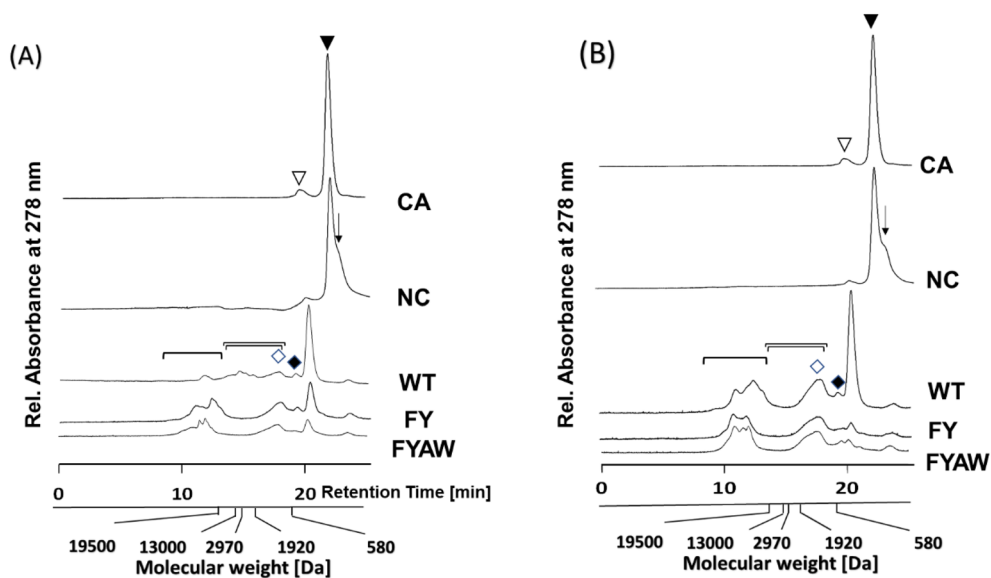 (A)
Rel. Absorbance at 278 nm
CA
NC
WT
FY
FYAW
0 10 20 Retention Time [min]
19500 13000 2970 1920 580
Molecular weight [Da]
(B)
Rel. Absorbance at 278 nm
CA
NC
WT
FY
FYAW
0 10 20
19500 13000 2970 1920 580
Molecular weight [Da]